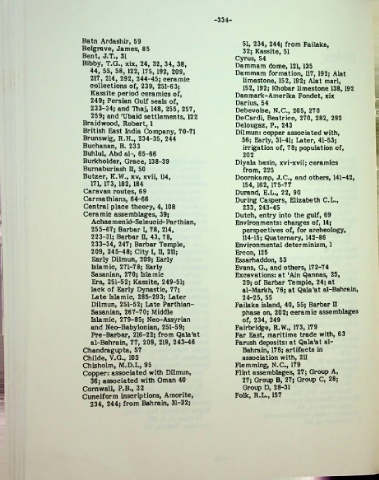 -334-
Batn Ardashir, 59
Belgrave, James, 85
Bent, J.T., 31
Bibby, T.G., xix, 24, 32, 34, 38,
44, 55, 58, 122, 175, 192, 209,
217, 214, 292, 244-45; ceramic
collections of, 239, 251-63;
Kassite period ceramics of,
249; Persian Gulf seals of,
233-34; and Thaj, 148, 255, 257,
259; and 'Ubaid settlements, 122
Braidwood, Robert, 1
British East India Company, 70-71
Brunswig, R.H., 234-35, 244
Buchanan, B. 233
Buhlul, Abd al-, 65-66
Burkholder, Grace, 138-39
Burnaburiash II, 50
Butzer, K.W., xv, xvii, 114,
171, 173, 182, 184
Caravan routes, 69
Carmathians, 64-66
Central place theory, 4, 108
Ceramic assemblages, 39;
Achaemenid-Seleucid-Parthian,
255-67; Barbar I, 78, 214,
223-31; Barbar II, 43, 78,
233-34, 247; Barbar Temple,
209, 245-48; City I, II, 211;
Early Dilmun, 209; Early
Islamic, 271-78; Early
Sasanian, 270; Islamic
Era, 251-52; Kassite, 249-51;
lack of Early Dynastic, 77;
Late Islamic, 285-293; Later
Dilmun, 251-52; Late Parthian-
Sasanian, 267-70; Middle
Islamic, 279-85; Neo-Assyrian
and Neo-Babylonian, 251-59;
Pre-Barbar, 216-22; from Qala'at
al-Bahrain, 77, 209, 219, 243-46
Chandragupta, 57
Childe, V.G., 103
Chisholm, M.D.I., 95
Copper: associated with Dilmun,
36; associated with Oman 40
Cornwall, P.B., 32
Cuneiform inscriptions, Amorite,
234, 244; from Bahrain, 31-32;
51, 234, 244; from Failaka,
32; Kassite, 51
Cyrus, 54
Dammam dome, 121, 135
Dammam formation, 117, 192; Alat
limestone, 152, 192; Alat marl,
152, 192; Khobar limestone 138, 192
Danmark-Amerika Fondet, xix
Darius, 54
Debevoise, N.C., 265, 270
DeCardi, Beatrice, 270, 282, 292
Delougaz, P., 243
Dilmun: copper associated with,
36; Early, 31-41; Later, 41-53;
irrigation of, 78; population of,
202
Diyala basin, xvi-xvii; ceramics
from, 225
Doornkamp, J.C., and others, 141-42,
154, 162, 175-77
Durand, E.L., 22, 90
During Caspers, Elizabeth C.L.,
233, 243-45
Dutch, entry into the gulf, 69
Environments: changes of, 14;
perspectives of, for archeology,
114-15; Quaternary, 142-86
Environmental determinism, 1
Ercon, 125
Essarhaddon, 53
Evans, G., and others, 172-74
Excavations: at 'Ain Qannas, 25,
29; of Barbar Temple, 24; at
al-Markh, 76; at Qala'at al-Bahrain,
24-25, 55
Failaka island, 40, 55; Barbar II
phase on, 202; ceramic assemblages
of, 234, 249
Fairbridge, R.W., 173, 179
Far East, maritime trade with, 63
Farush deposits: at Qala'at al-
Bahrain, 176; artifacts in
association with, 211
Flemming, N.C., 179
Flint assemblages, 27; Group A,
27; Group B, 27; Group C, 28;
Group D, 28-31
Folk, R.L., 157